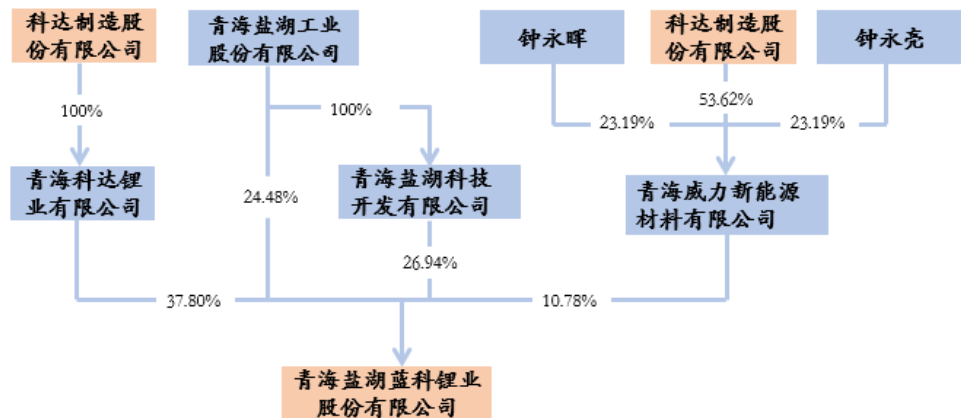 科达制造股
份有限公司
青海盐湖工业
股份有限公司
钟永晖
科达制造股
份有限公司
钟永亮
100%
100%
53.62%
23.19%
23.19%
青海科达锂
业有限公司
24.48%
青海盐湖科技
开发有限公司
青海威力新能源
材料有限公司
26.94%
37.80%
10.78%
青海盐湖蓝科锂业
股份有限公司